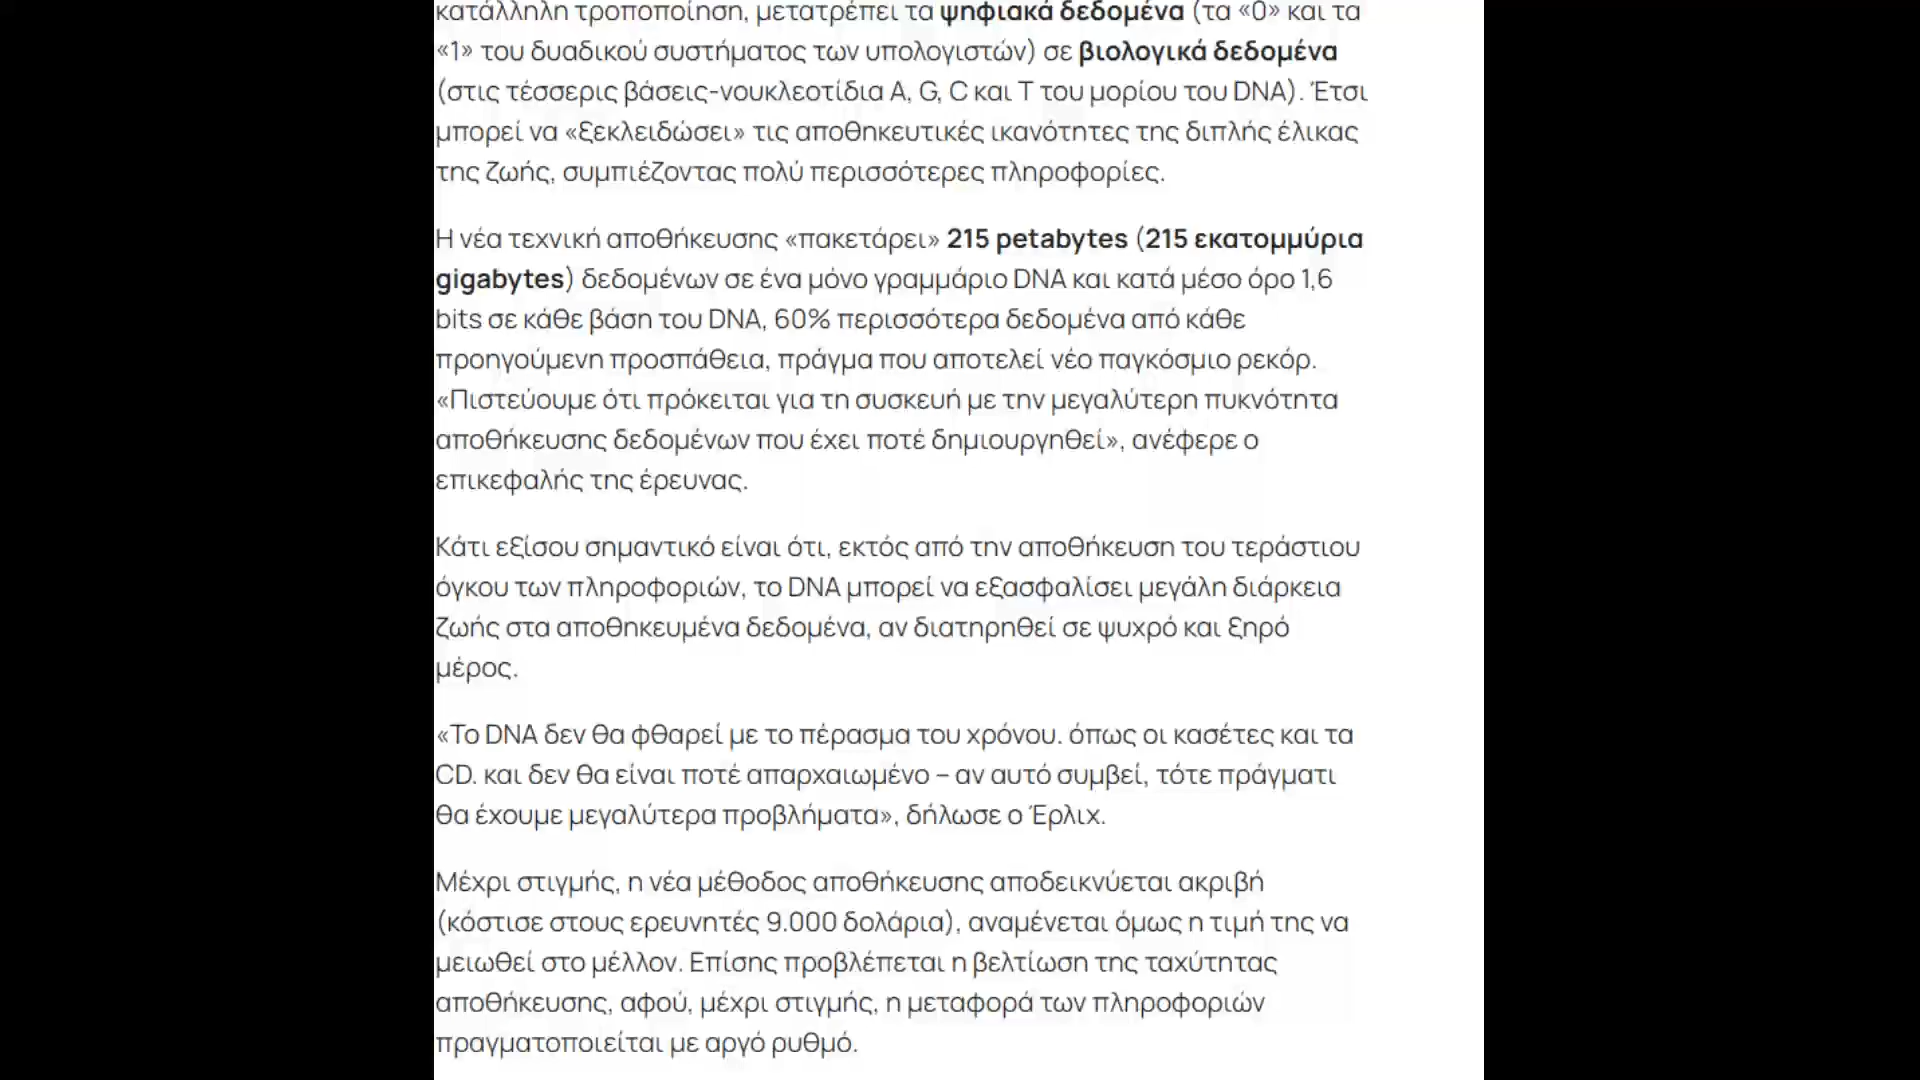 κατάλληλη τροποποίηση, μετατρέπει τα ψηφιακά δεδομένα (τα «0» και τα
«1» του δυαδικού συστήματος των υπολογιστών) σε βιολογικά δεδομένα
(στις τέσσερις βάσεις-νουκλεοτίδια A, G, C και T του μορίου του DNA). Έτσι
μπορεί να «ξεκλειδώσει» τις αποθηκευτικές ικανότητες της διπλής έλικας
της ζωής, συμπιέζοντας πολύ περισσότερες πληροφορίες.
Η νέα τεχνική αποθήκευσης «πακετάρει» 215 petabytes (215 εκατομμύρια
gigabytes) δεδομένων σε ένα μόνο γραμμάριο DNA και κατά μέσο όρο 1,6
bits σε κάθε βάση του DNA, 60% περισσότερα δεδομένα από κάθε
προηγούμενη προσπάθεια, πράγμα που αποτελεί νέο παγκόσμιο ρεκόρ.
«Πιστεύουμε ότι πρόκειται για τη συσκευή με την μεγαλύτερη πυκνότητα
αποθήκευσης δεδομένων που έχει ποτέ δημιουργηθεί», ανέφερε ο
επικεφαλής της έρευνας.
Κάτι εξίσου σημαντικό είναι ότι, εκτός από την αποθήκευση του τεράστιου
όγκου των πληροφοριών, το DNA μπορεί να εξασφαλίσει μεγάλη διάρκεια
ζωής στα αποθηκευμένα δεδομένα, αν διατηρηθεί σε ψυχρό και ξηρό
μέρος.
«Το DNA δεν θα φθαρεί με το πέρασμα του χρόνου. όπως οι κασέτες και τα
CD. και δεν θα είναι ποτέ απαρχαιωμένο – αν αυτό συμβεί, τότε πράγματι
θα έχουμε μεγαλύτερα προβλήματα», δήλωσε ο Έρλιχ.
Μέχρι στιγμής, η νέα μέθοδος αποθήκευσης αποδεικνύεται ακριβή
(κόστισε στους ερευνητές 9.000 δολάρια), αναμένεται όμως η τιμή της να
μειωθεί στο μέλλον. Επίσης προβλέπεται η βελτίωση της ταχύτητας
αποθήκευσης, αφού, μέχρι στιγμής, η μεταφορά των πληροφοριών
πραγματοποιείται με αργό ρυθμό.